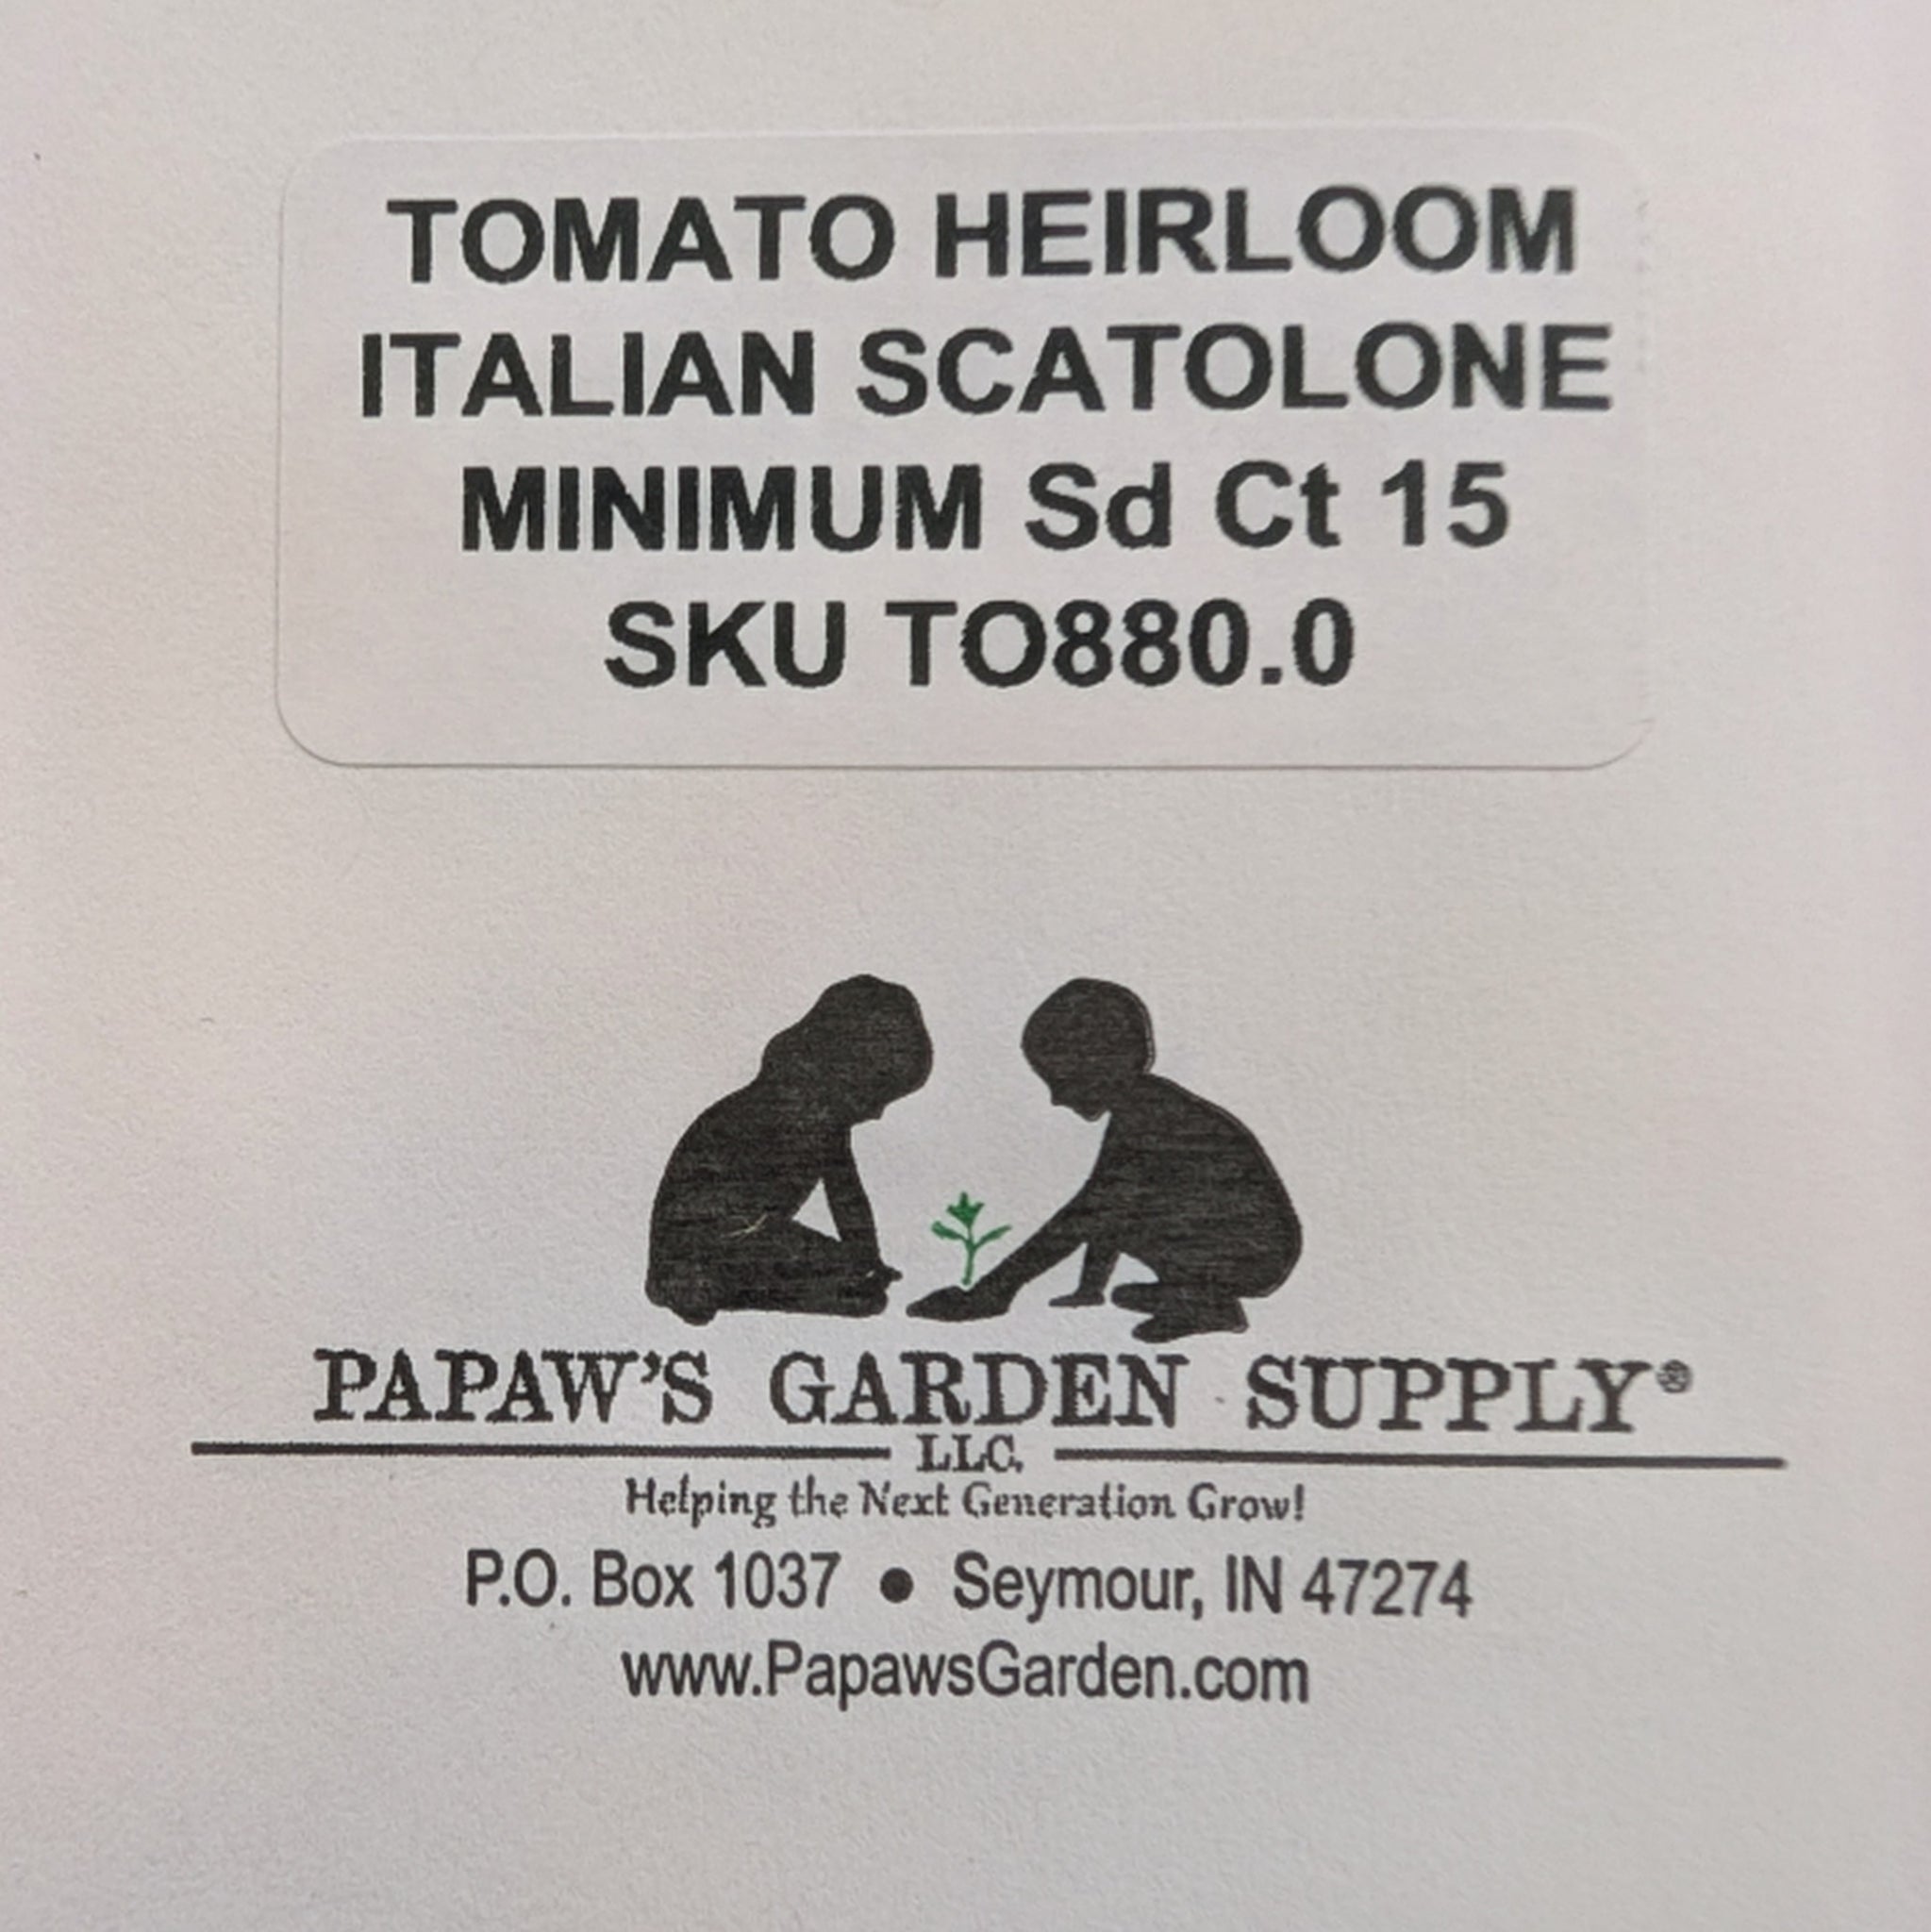 TOMATO HEIRLOOM
ITALIAN SCATOLONE
MINIMUM Sd Ct 15
SKU TO880.0
PAPAW'S GARDEN SUPPLY®
LLC.
Helping the Next Generation Grow!
P.O. Box 1037 ● Seymour, IN 47274
www.PapawsGarden.com